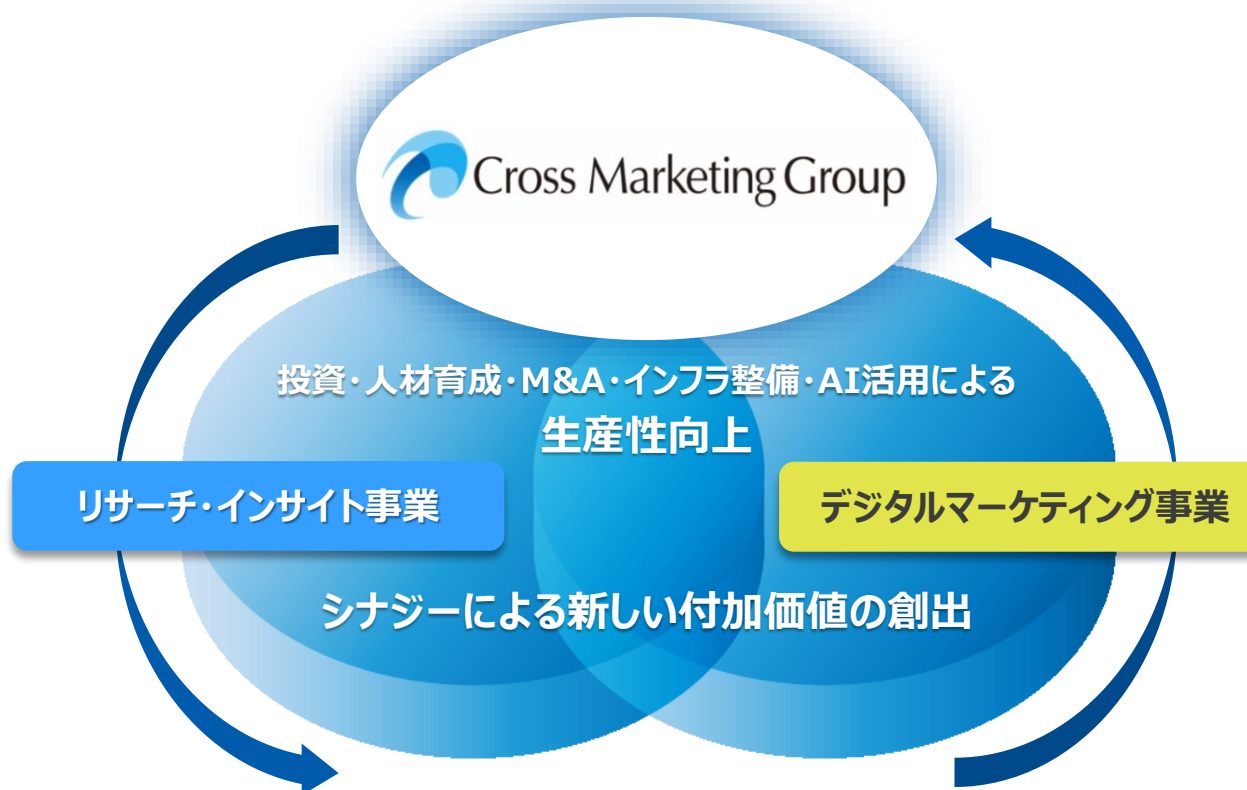 Cross Marketing Group
投資・人材育成・M&A・インフラ整備・AI活用による
生産性向上
リサーチ・インサイト事業
デジタルマーケティング事業
シナジーによる新しい付加価値の創出